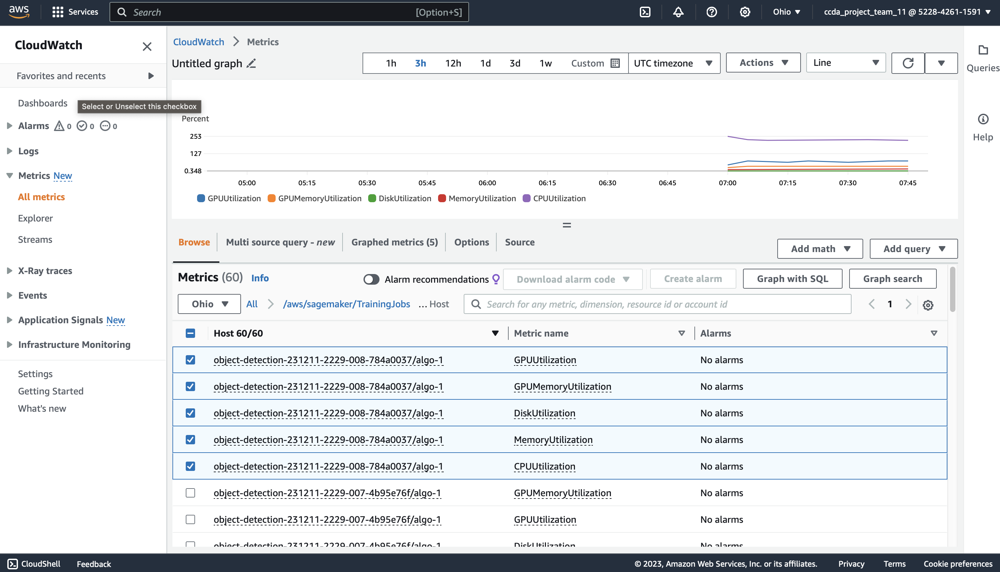 aws
Services
Search
[Option+S]
Ohio
ccda_project_team_11 @ 5228-4261-1591
CloudWatch
Favorites and recents
Dashboards
Select or Unselect this checkbox
Alarms 0 0 0
Logs
Metrics New
All metrics
Explorer
Streams
X-Ray traces
Events
Application Signals New
Infrastructure Monitoring
Settings
Getting Started
What's new
CloudWatch Metrics
Untitled graph
1h 3h 12h 1d 3d 1w Custom
UTC timezone
Actions
Line
Queries
Help
Percent
253
127
0.348
05:00 05:15 05:30 05:45 06:00 06:15 06:30 06:45 07:00 07:15 07:30 07:45
GPUUtilization GPUMemoryUtilization DiskUtilization MemoryUtilization CPUUtilization
Browse
Multi source query - new
Graphed metrics (5)
Options
Source
Add math
Add query
Metrics (60) Info
Alarm recommendations
Download alarm code
Create alarm
Graph with SQL
Graph search
Ohio
All /aws/sagemaker/TrainingJobs ... Host
Search for any metric, dimension, resource id or account id
1
Host 60/60 Metric name Alarms
object-detection-231211-2229-008-784a0037/algo-1 GPUUtilization No alarms
object-detection-231211-2229-008-784a0037/algo-1 GPUMemoryUtilization No alarms
object-detection-231211-2229-008-784a0037/algo-1 DiskUtilization No alarms
object-detection-231211-2229-008-784a0037/algo-1 MemoryUtilization No alarms
object-detection-231211-2229-008-784a0037/algo-1 CPUUtilization No alarms
object-detection-231211-2229-007-4b95e76f/algo-1 GPUMemoryUtilization No alarms
object-detection-231211-2229-007-4b95e76f/algo-1 GPUUtilization No alarms
object-detection-231211-2229-007-4b95e76f/algo-1 DiskUtilization No alarms
CloudShell
Feedback
© 2023, Amazon Web Services, Inc. or its affiliates.
Privacy
Terms
Cookie preferences